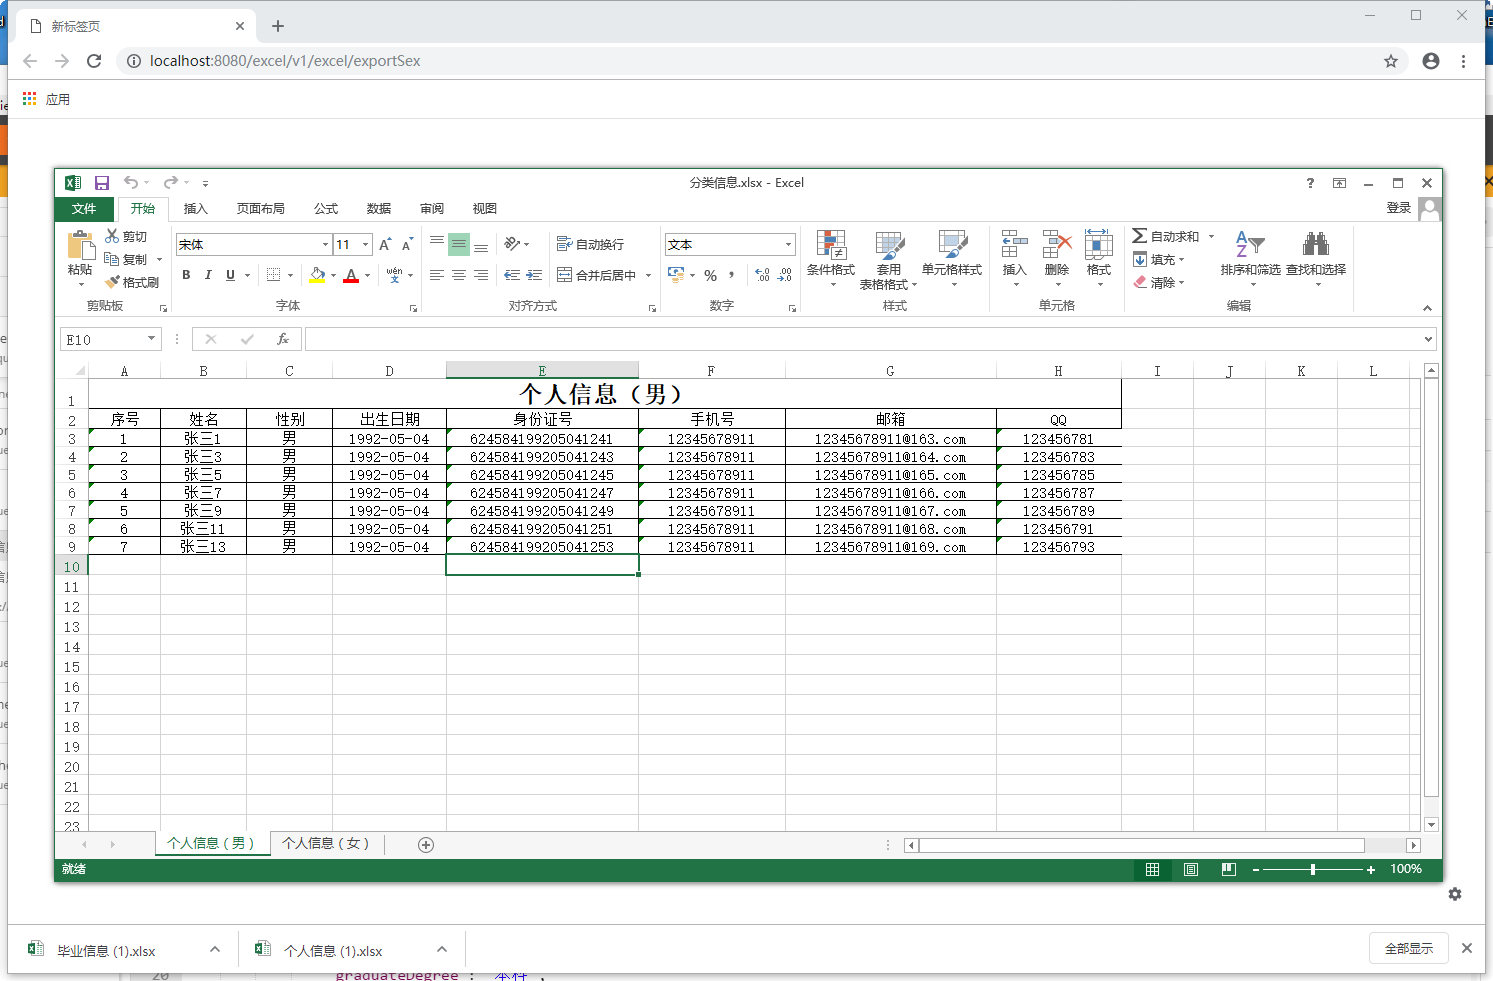 新标签页
localhost:8080/excel/v1/excel/exportSex
应用
分类信息.xlsx - Excel
?
文件 开始 插入 页面布局 公式 数据 审阅 视图 登录
粘贴 剪切 复制 格式刷 剪贴板
宋体 11 A A B I U A wén 字体
自动换行 合并后居中 对齐方式
文本 % , 数字
条件格式 套用 表格格式 单元格样式 样式
插入 删除 格式 单元格
自动求和 填充 清除 排序和筛选 查找和选择 编辑
E10 fx
A B C D E F G H I J K L
1 个人信息（男）
2 序号 姓名 性别 出生日期 身份证号 手机号 邮箱 QQ
3 1 张三1 男 1992-05-04 624584199205041241 12345678911 12345678911@163.com 123456781
4 2 张三3 男 1992-05-04 624584199205041243 12345678911 12345678911@164.com 123456783
5 3 张三5 男 1992-05-04 624584199205041245 12345678911 12345678911@165.com 123456785
6 4 张三7 男 1992-05-04 624584199205041247 12345678911 12345678911@166.com 123456787
7 5 张三9 男 1992-05-04 624584199205041249 12345678911 12345678911@167.com 123456789
8 6 张三11 男 1992-05-04 624584199205041251 12345678911 12345678911@168.com 123456791
9 7 张三13 男 1992-05-04 624584199205041253 12345678911 12345678911@169.com 123456793
10
11
12
13
14
15
16
17
18
19
20
21
22
23
个人信息（男） 个人信息（女）
就绪 100%
毕业信息 (1).xlsx 个人信息 (1).xlsx 全部显示
20 graduateDegree : 本科 ,